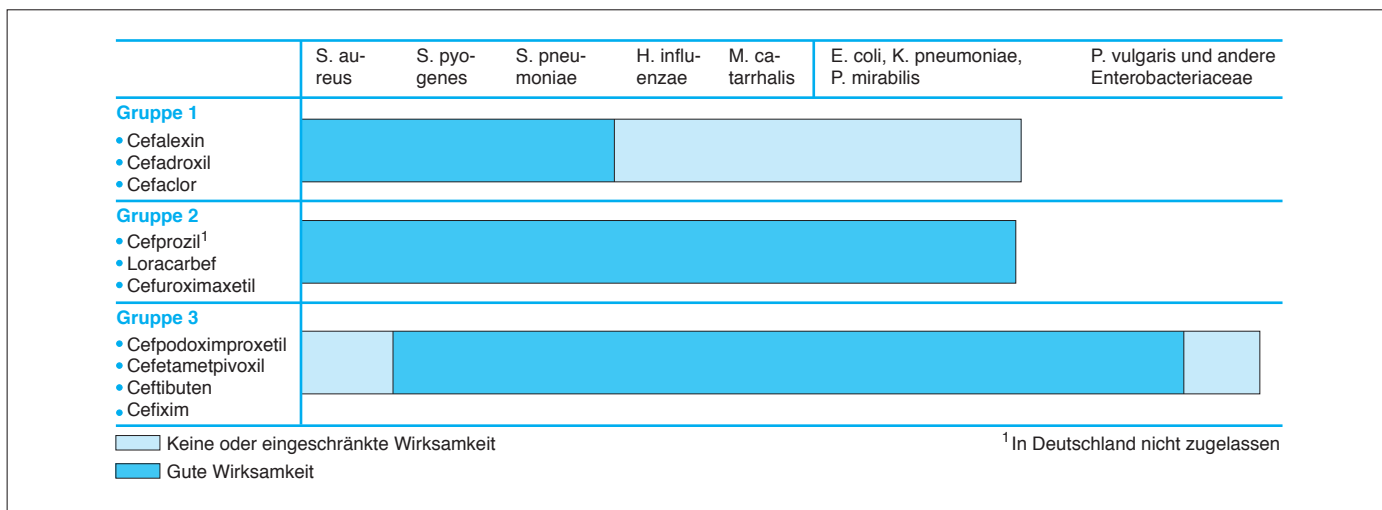 S. au- S. pyo- S. pneu- H. influ- M. ca- E. coli, K. pneumoniae, P. vulgaris und andere
reus genes moniae enzae tarrhalis P. mirabilis Enterobacteriaceae
Gruppe 1
• Cefalexin
• Cefadroxil
• Cefaclor
Gruppe 2
• Cefprozil¹
• Loracarbef
• Cefuroximaxetil
Gruppe 3
• Cefpodoximproxetil
• Cefetametpivoxil
• Ceftibuten
• Cefixim
Keine oder eingeschränkte Wirksamkeit ¹In Deutschland nicht zugelassen
Gute Wirksamkeit